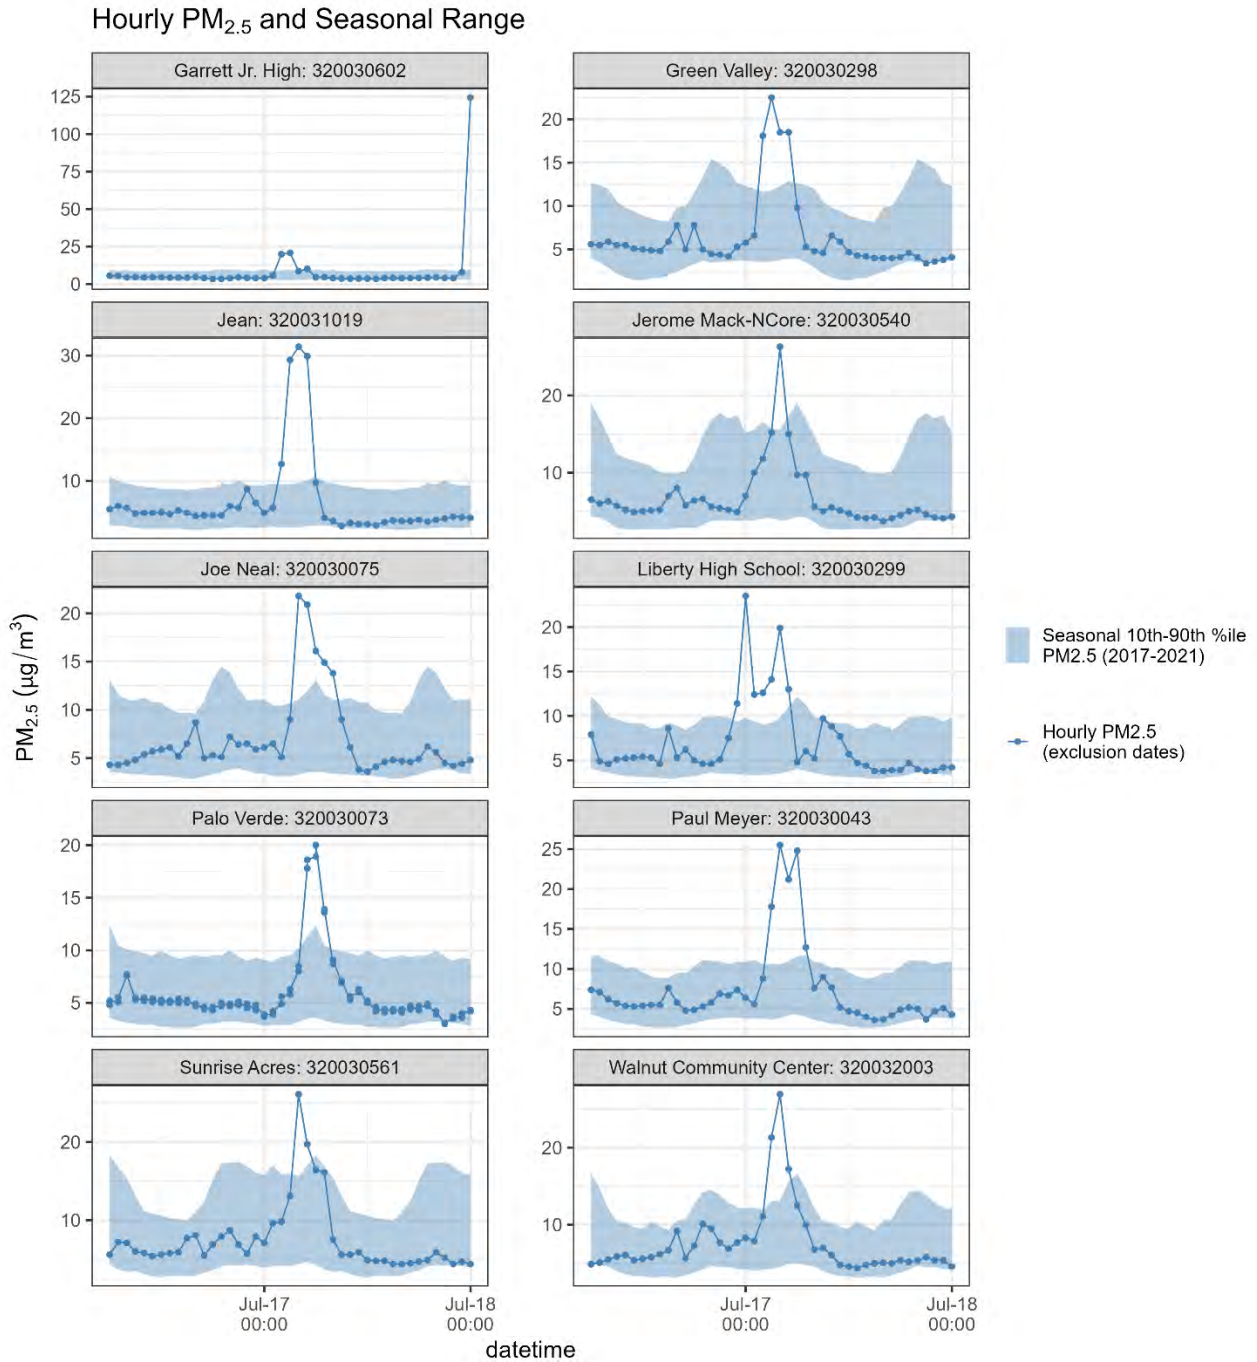 Hourly PM2.5 and Seasonal Range
Garrett Jr. High: 320030602
125
100
75
50
25
0
Green Valley: 320030298
20
15
10
5
Jean: 320031019
30
20
10
Jerome Mack-NCore: 320030540
20
10
Joe Neal: 320030075
20
15
10
5
Liberty High School: 320030299
20
15
10
5
Palo Verde: 320030073
20
15
10
5
Paul Meyer: 320030043
25
20
15
10
5
Sunrise Acres: 320030561
20
10
Walnut Community Center: 320032003
20
10
Jul-17
00:00
Jul-18
00:00
Jul-17
00:00
Jul-18
00:00
datetime
PM2.5 (µg/m³)
Seasonal 10th-90th %ile
PM2.5 (2017-2021)
Hourly PM2.5
(exclusion dates)